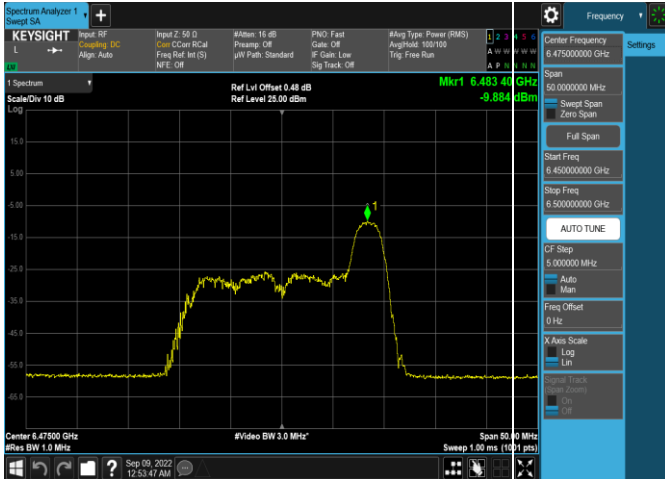 Spectrum Analyzer 1
Swept SA
Frequency
KEYSIGHT
L
Input: RF
Coupling: DC
Align: Auto
Input Z: 50 Ω
Corr CCorr RCal
Freq Ref: Int (S)
NFE: Off
#Atten: 16 dB
Preamp: Off
µW Path: Standard
PNO: Fast
Gate: Off
IF Gain: Low
Sig Track: Off
#Avg Type: Power (RMS)
Avg|Hold: 100/100
Trig: Free Run
1 2 3 4 5 6
A W W W W W
A P N N N N
1 Spectrum
Scale/Div 10 dB
Log
Ref Lvl Offset 0.48 dB
Ref Level 25.00 dBm
Mkr1 6.483 40 GHz
-9.884 dBm
15.0
5.00
-5.00
-15.0
-25.0
-35.0
-45.0
-55.0
-65.0
1
Center 6.47500 GHz
#Res BW 1.0 MHz
#Video BW 3.0 MHz*
Span 50.00 MHz
Sweep 1.00 ms (1001 pts)
Sep 09, 2022
12:53:47 AM
Center Frequency
6.475000000 GHz
Settings
Span
50.0000000 MHz
Swept Span
Zero Span
Full Span
Start Freq
6.450000000 GHz
Stop Freq
6.500000000 GHz
AUTO TUNE
CF Step
5.000000 MHz
Auto
Man
Freq Offset
0 Hz
X Axis Scale
Log
Lin
Signal Track
(Span Zoom)
On
Off